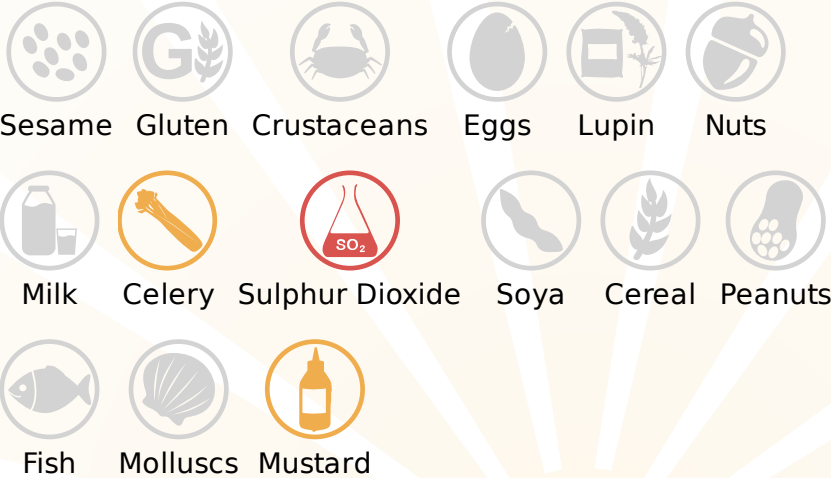 G
Sesame Gluten Crustaceans Eggs Lupin Nuts
SO₂
Milk Celery Sulphur Dioxide Soya Cereal Peanuts
Fish Molluscs Mustard